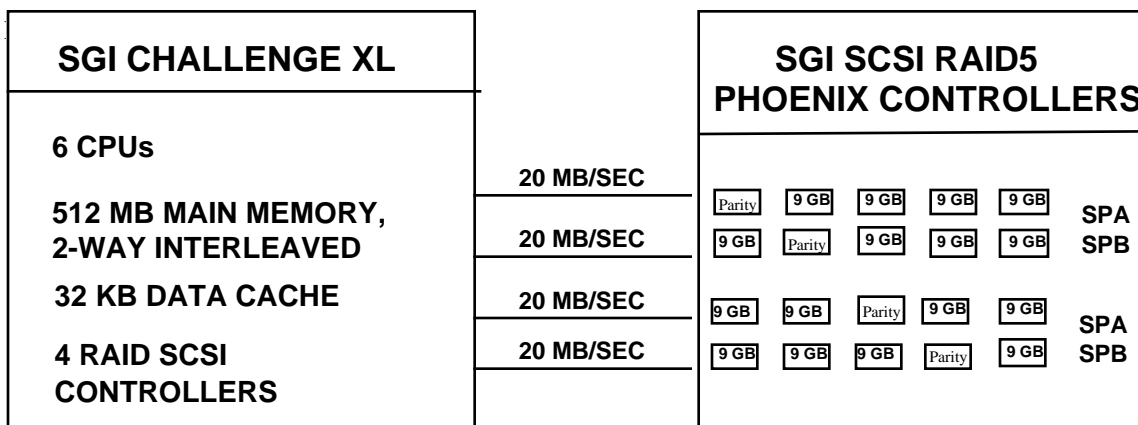 SGI CHALLENGE XL
6 CPUs
512 MB MAIN MEMORY,
2-WAY INTERLEAVED
32 KB DATA CACHE
4 RAID SCSI
CONTROLLERS
20 MB/SEC
20 MB/SEC
20 MB/SEC
20 MB/SEC
SGI SCSI RAID5
PHOENIX CONTROLLERS
Parity 9 GB 9 GB 9 GB 9 GB SPA
9 GB Parity 9 GB 9 GB 9 GB SPB
9 GB 9 GB Parity 9 GB 9 GB SPA
9 GB 9 GB 9 GB Parity 9 GB SPB